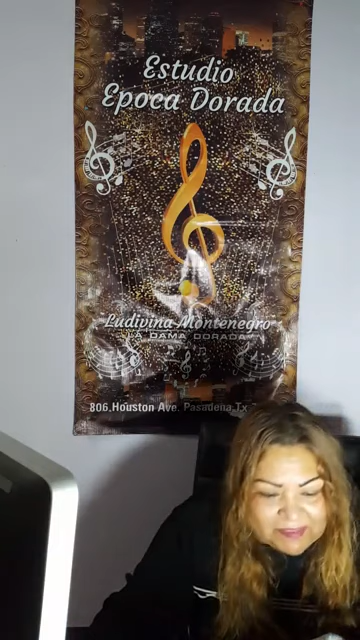 Estudio
Epoca Dorada
Ludivina Montenegro
LA DAMA DORADA
806 Houston Ave. Pasadena, Tx